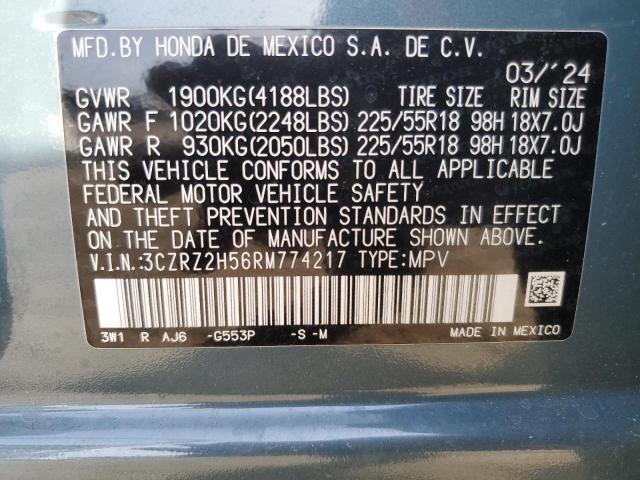 MFD.BY HONDA DE MEXICO S.A. DE C.V.
03/'24
GVWR 1900KG(4188LBS) TIRE SIZE RIM SIZE
GAWR F 1020KG(2248LBS) 225/55R18 98H 18X7.0J
GAWR R 930KG(2050LBS) 225/55R18 98H 18X7.0J
THIS VEHICLE CONFORMS TO ALL APPLICABLE
FEDERAL MOTOR VEHICLE SAFETY
AND THEFT PREVENTION STANDARDS IN EFFECT
ON THE DATE OF MANUFACTURE SHOWN ABOVE.
V.I.N.:3CZRZ2H56RM774217 TYPE:MPV
3W1 R AJ6 -G553P -S -M MADE IN MEXICO